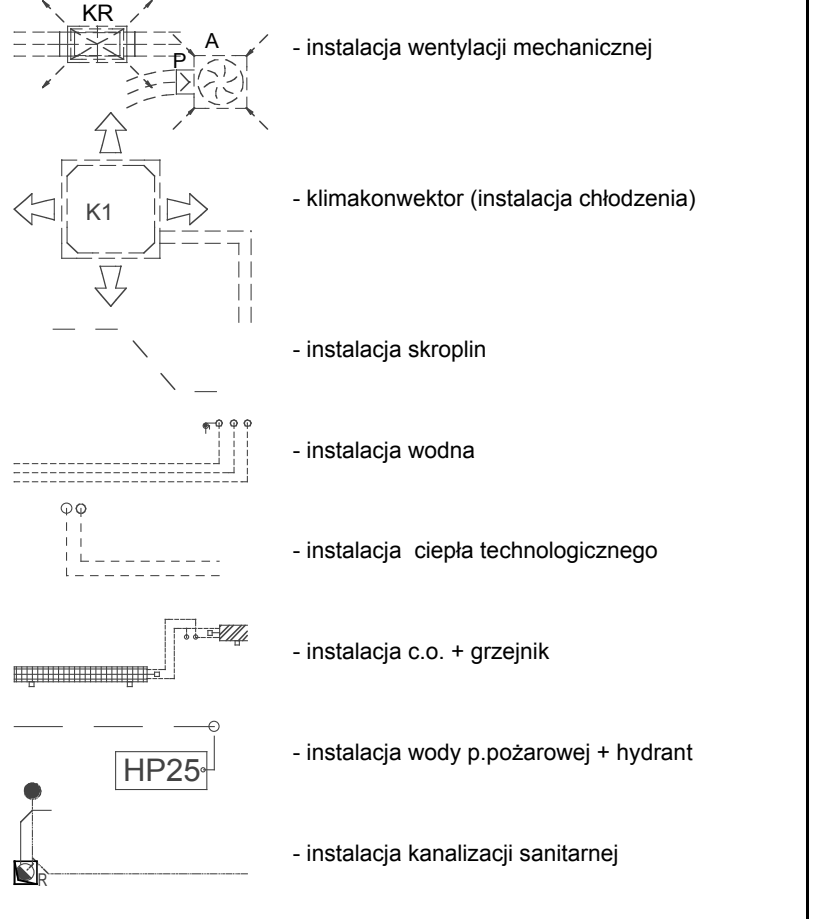 KR
A
P
- instalacja wentylacji mechanicznej
K1
- klimakonwektor (instalacja chłodzenia)
- instalacja skroplin
- instalacja wodna
- instalacja  ciepła technologicznego
- instalacja c.o. + grzejnik
HP25
- instalacja wody p.pożarowej + hydrant
R
- instalacja kanalizacji sanitarnej